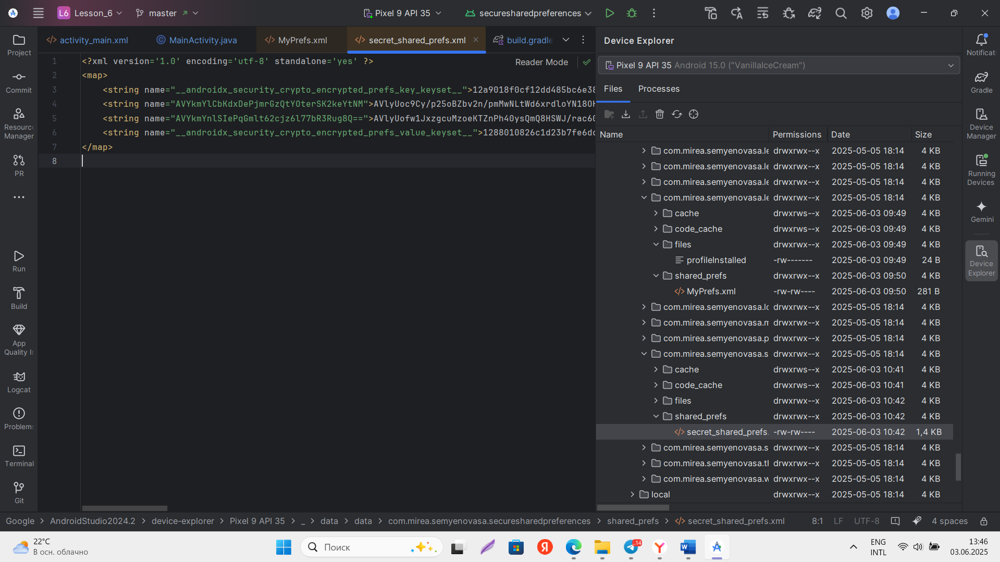 L6 Lesson_6 master Pixel 9 API 35 securesharedpreferences
activity_main.xml MainActivity.java MyPrefs.xml secret_shared_prefs.xml build.gradle
Device Explorer
Project
Commit
Resource
Manager
PR
Run
Build
App
Quality
Logcat
Problems
Terminal
Git
Reader Mode
1 <?xml version='1.0' encoding='utf-8' standalone='yes' ?>
2 <map>
3 <string name="__androidx_security_crypto_encrypted_prefs_key_keyset__">12a9018f0cf12dd485bc6e38
4 <string name="AVYkmYlCbKdxDePjmrGzQtYOterSK2keYtNM">AVlyUoc9Cy/p25oBZbv2n/pmMwNLtWd6xrdloYN18OH
5 <string name="AVYkmYnlSIePqGmlt62cjz6l77bR3Rug8Q==">AVlyUofw1JxzgcuMzoeKTZnPh40ysQmQ8HSWJ/rac60
6 <string name="__androidx_security_crypto_encrypted_prefs_value_keyset__">1288010826c1d23b7fe6dc
7 </map>
8
Pixel 9 API 35 Android 15.0 ("VanillaIceCream")
Files Processes
Name Permissions Date Size
com.mirea.semyenovasa.le drwxrwx--x 2025-05-05 18:14 4 KB
com.mirea.semyenovasa.le drwxrwx--x 2025-05-05 18:14 4 KB
com.mirea.semyenovasa.le drwxrwx--x 2025-05-05 18:14 4 KB
com.mirea.semyenovasa.le drwxrwx--x 2025-05-05 18:14 4 KB
cache drwxrws--x 2025-06-03 09:49 4 KB
code_cache drwxrws--x 2025-06-03 09:49 4 KB
files drwxrwx--x 2025-06-03 09:49 4 KB
profileInstalled -rw------- 2025-06-03 09:49 24 B
shared_prefs drwxrwx--x 2025-06-03 09:50 4 KB
MyPrefs.xml -rw-rw---- 2025-06-03 09:50 281 B
com.mirea.semyenovasa.lc drwxrwx--x 2025-05-05 18:14 4 KB
com.mirea.semyenovasa.m drwxrwx--x 2025-05-05 18:14 4 KB
com.mirea.semyenovasa.p drwxrwx--x 2025-05-05 18:14 4 KB
com.mirea.semyenovasa.s drwxrwx--x 2025-05-05 18:14 4 KB
cache drwxrws--x 2025-06-03 10:41 4 KB
code_cache drwxrws--x 2025-06-03 10:41 4 KB
files drwxrwx--x 2025-06-03 10:42 4 KB
shared_prefs drwxrwx--x 2025-06-03 10:42 4 KB
secret_shared_prefs. -rw-rw---- 2025-06-03 10:42 1,4 KB
com.mirea.semyenovasa.s drwxrwx--x 2025-05-05 18:14 4 KB
com.mirea.semyenovasa.tl drwxrwx--x 2025-05-05 18:14 4 KB
com.mirea.semyenovasa.w drwxrwx--x 2025-05-05 18:14 4 KB
local drwxrwx--x 2025-05-05 18:14 4 KB
Notificati
Gradle
Device
Manager
Running
Devices
Gemini
Device
Explorer
Google > AndroidStudio2024.2 > device-explorer > Pixel 9 API 35 > _ > data > data > com.mirea.semyenovasa.securesharedpreferences > shared_prefs > secret_shared_prefs.xml 8:1 LF UTF-8 4 spaces
22°C
В осн. облачно
Поиск
14
ENG
INTL
13:46
03.06.2025